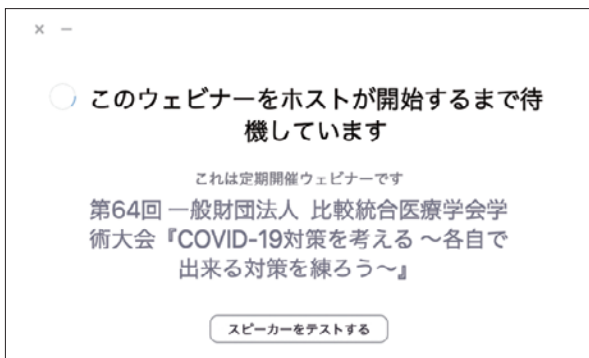 このウェビナーをホストが開始するまで待
機しています
これは定期開催ウェビナーです
第64回 一般財団法人 比較統合医療学会学
術大会『COVID-19対策を考える ～各自で
出来る対策を練ろう～』
スピーカーをテストする